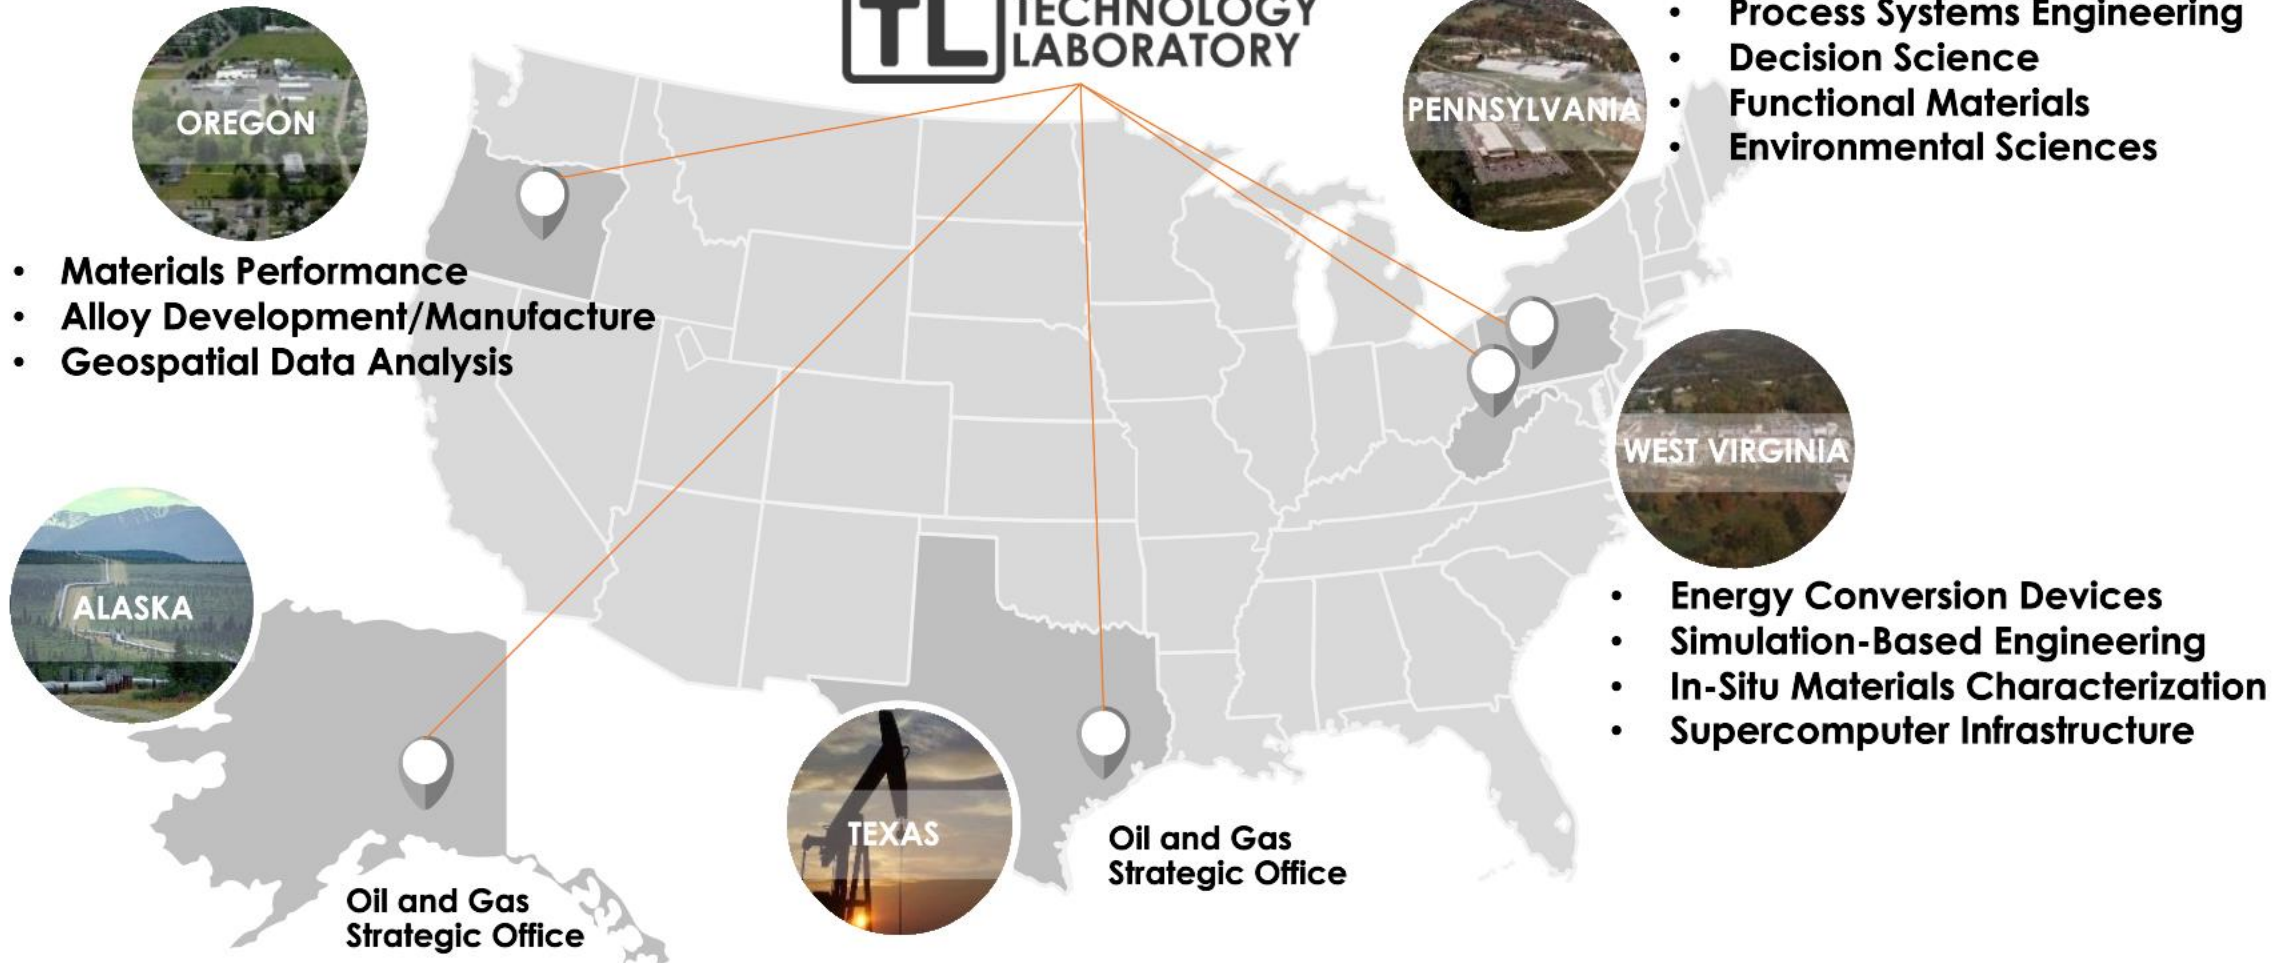 TL TECHNOLOGY
LABORATORY
OREGON
• Materials Performance
• Alloy Development/Manufacture
• Geospatial Data Analysis
PENNSYLVANIA
• Process Systems Engineering
• Decision Science
• Functional Materials
• Environmental Sciences
WEST VIRGINIA
• Energy Conversion Devices
• Simulation-Based Engineering
• In-Situ Materials Characterization
• Supercomputer Infrastructure
ALASKA
Oil and Gas
Strategic Office
TEXAS
Oil and Gas
Strategic Office